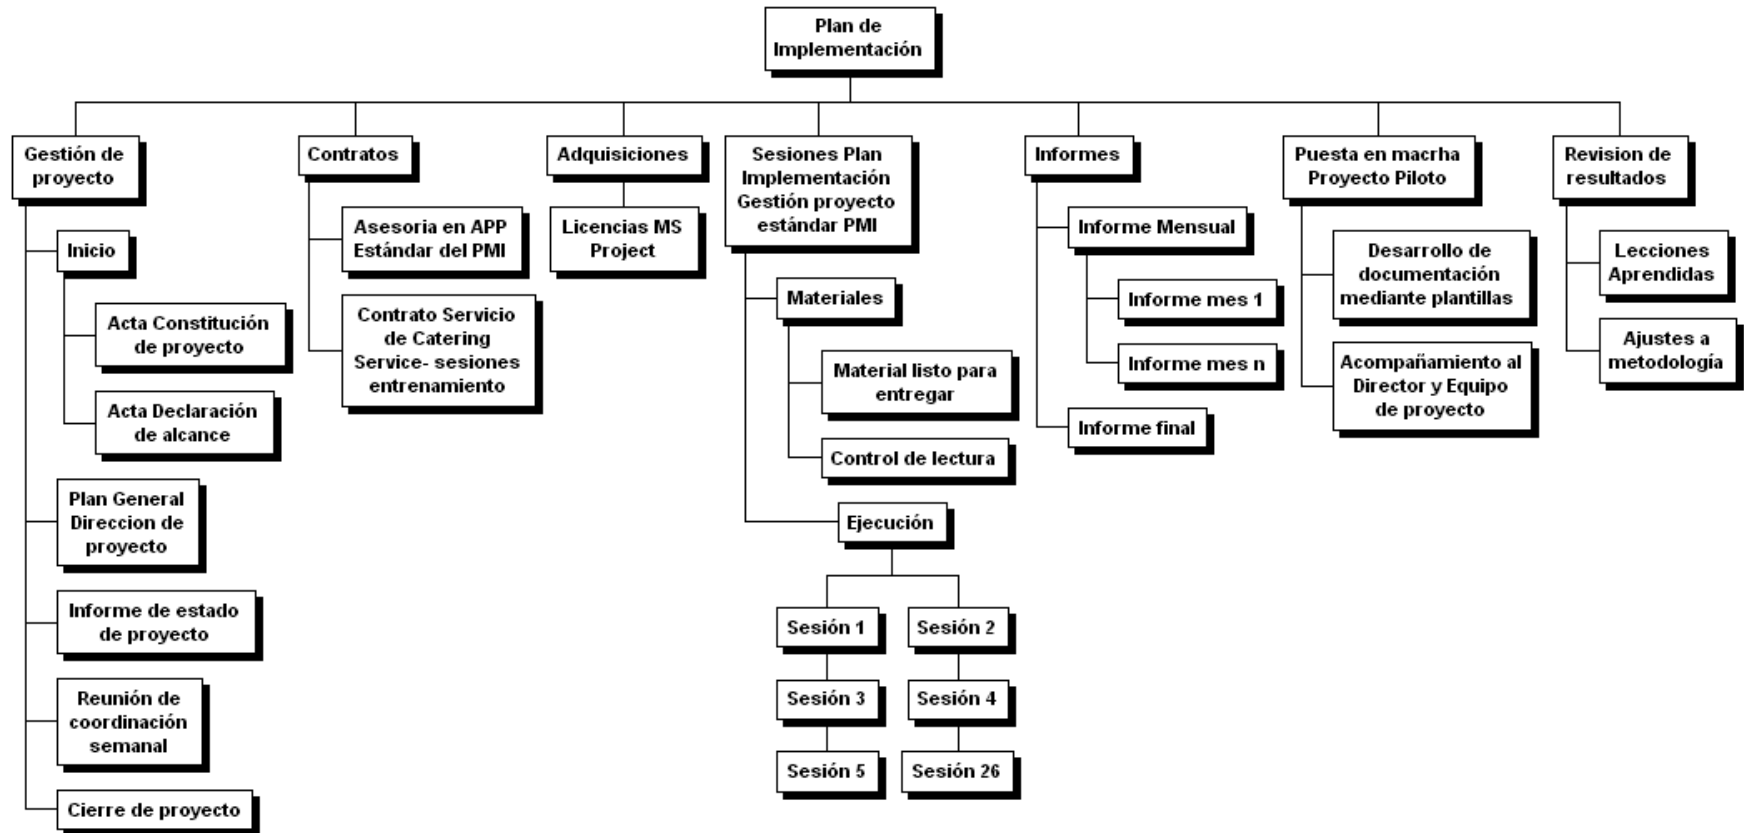 Plan de
Implementación
Gestión de
proyecto
Inicio
Acta Constitución
de proyecto
Acta Declaración
de alcance
Plan General
Direccion de
proyecto
Informe de estado
de proyecto
Reunión de
coordinación
semanal
Cierre de proyecto
Contratos
Asesoria en APP
Estándar del PMI
Contrato Servicio
de Catering
Service- sesiones
entrenamiento
Adquisiciones
Licencias MS
Project
Sesiones Plan
Implementación
Gestión proyecto
estándar PMI
Materiales
Material listo para
entregar
Control de lectura
Ejecución
Sesión 1
Sesión 2
Sesión 3
Sesión 4
Sesión 5
Sesión 26
Informes
Informe Mensual
Informe mes 1
Informe mes n
Informe final
Puesta en macrha
Proyecto Piloto
Desarrollo de
documentación
mediante plantillas
Acompañamiento al
Director y Equipo
de proyecto
Revision de
resultados
Lecciones
Aprendidas
Ajustes a
metodología